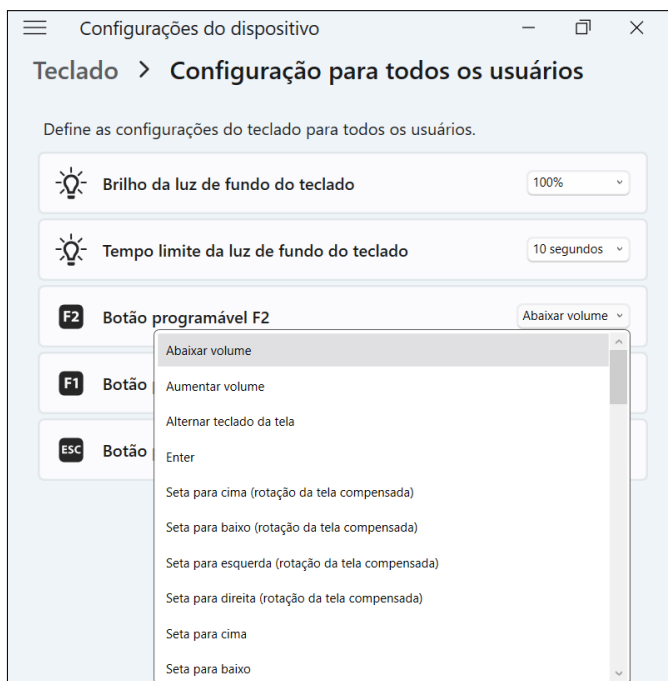 Configurações do dispositivo
Teclado > Configuração para todos os usuários
Define as configurações do teclado para todos os usuários.
Brilho da luz de fundo do teclado 100%
Tempo limite da luz de fundo do teclado 10 segundos
F2 Botão programável F2 Abaixar volume
Abaixar volume
F1 Botão
Aumentar volume
Alternar teclado da tela
ESC Botão
Enter
Seta para cima (rotação da tela compensada)
Seta para baixo (rotação da tela compensada)
Seta para esquerda (rotação da tela compensada)
Seta para direita (rotação da tela compensada)
Seta para cima
Seta para baixo